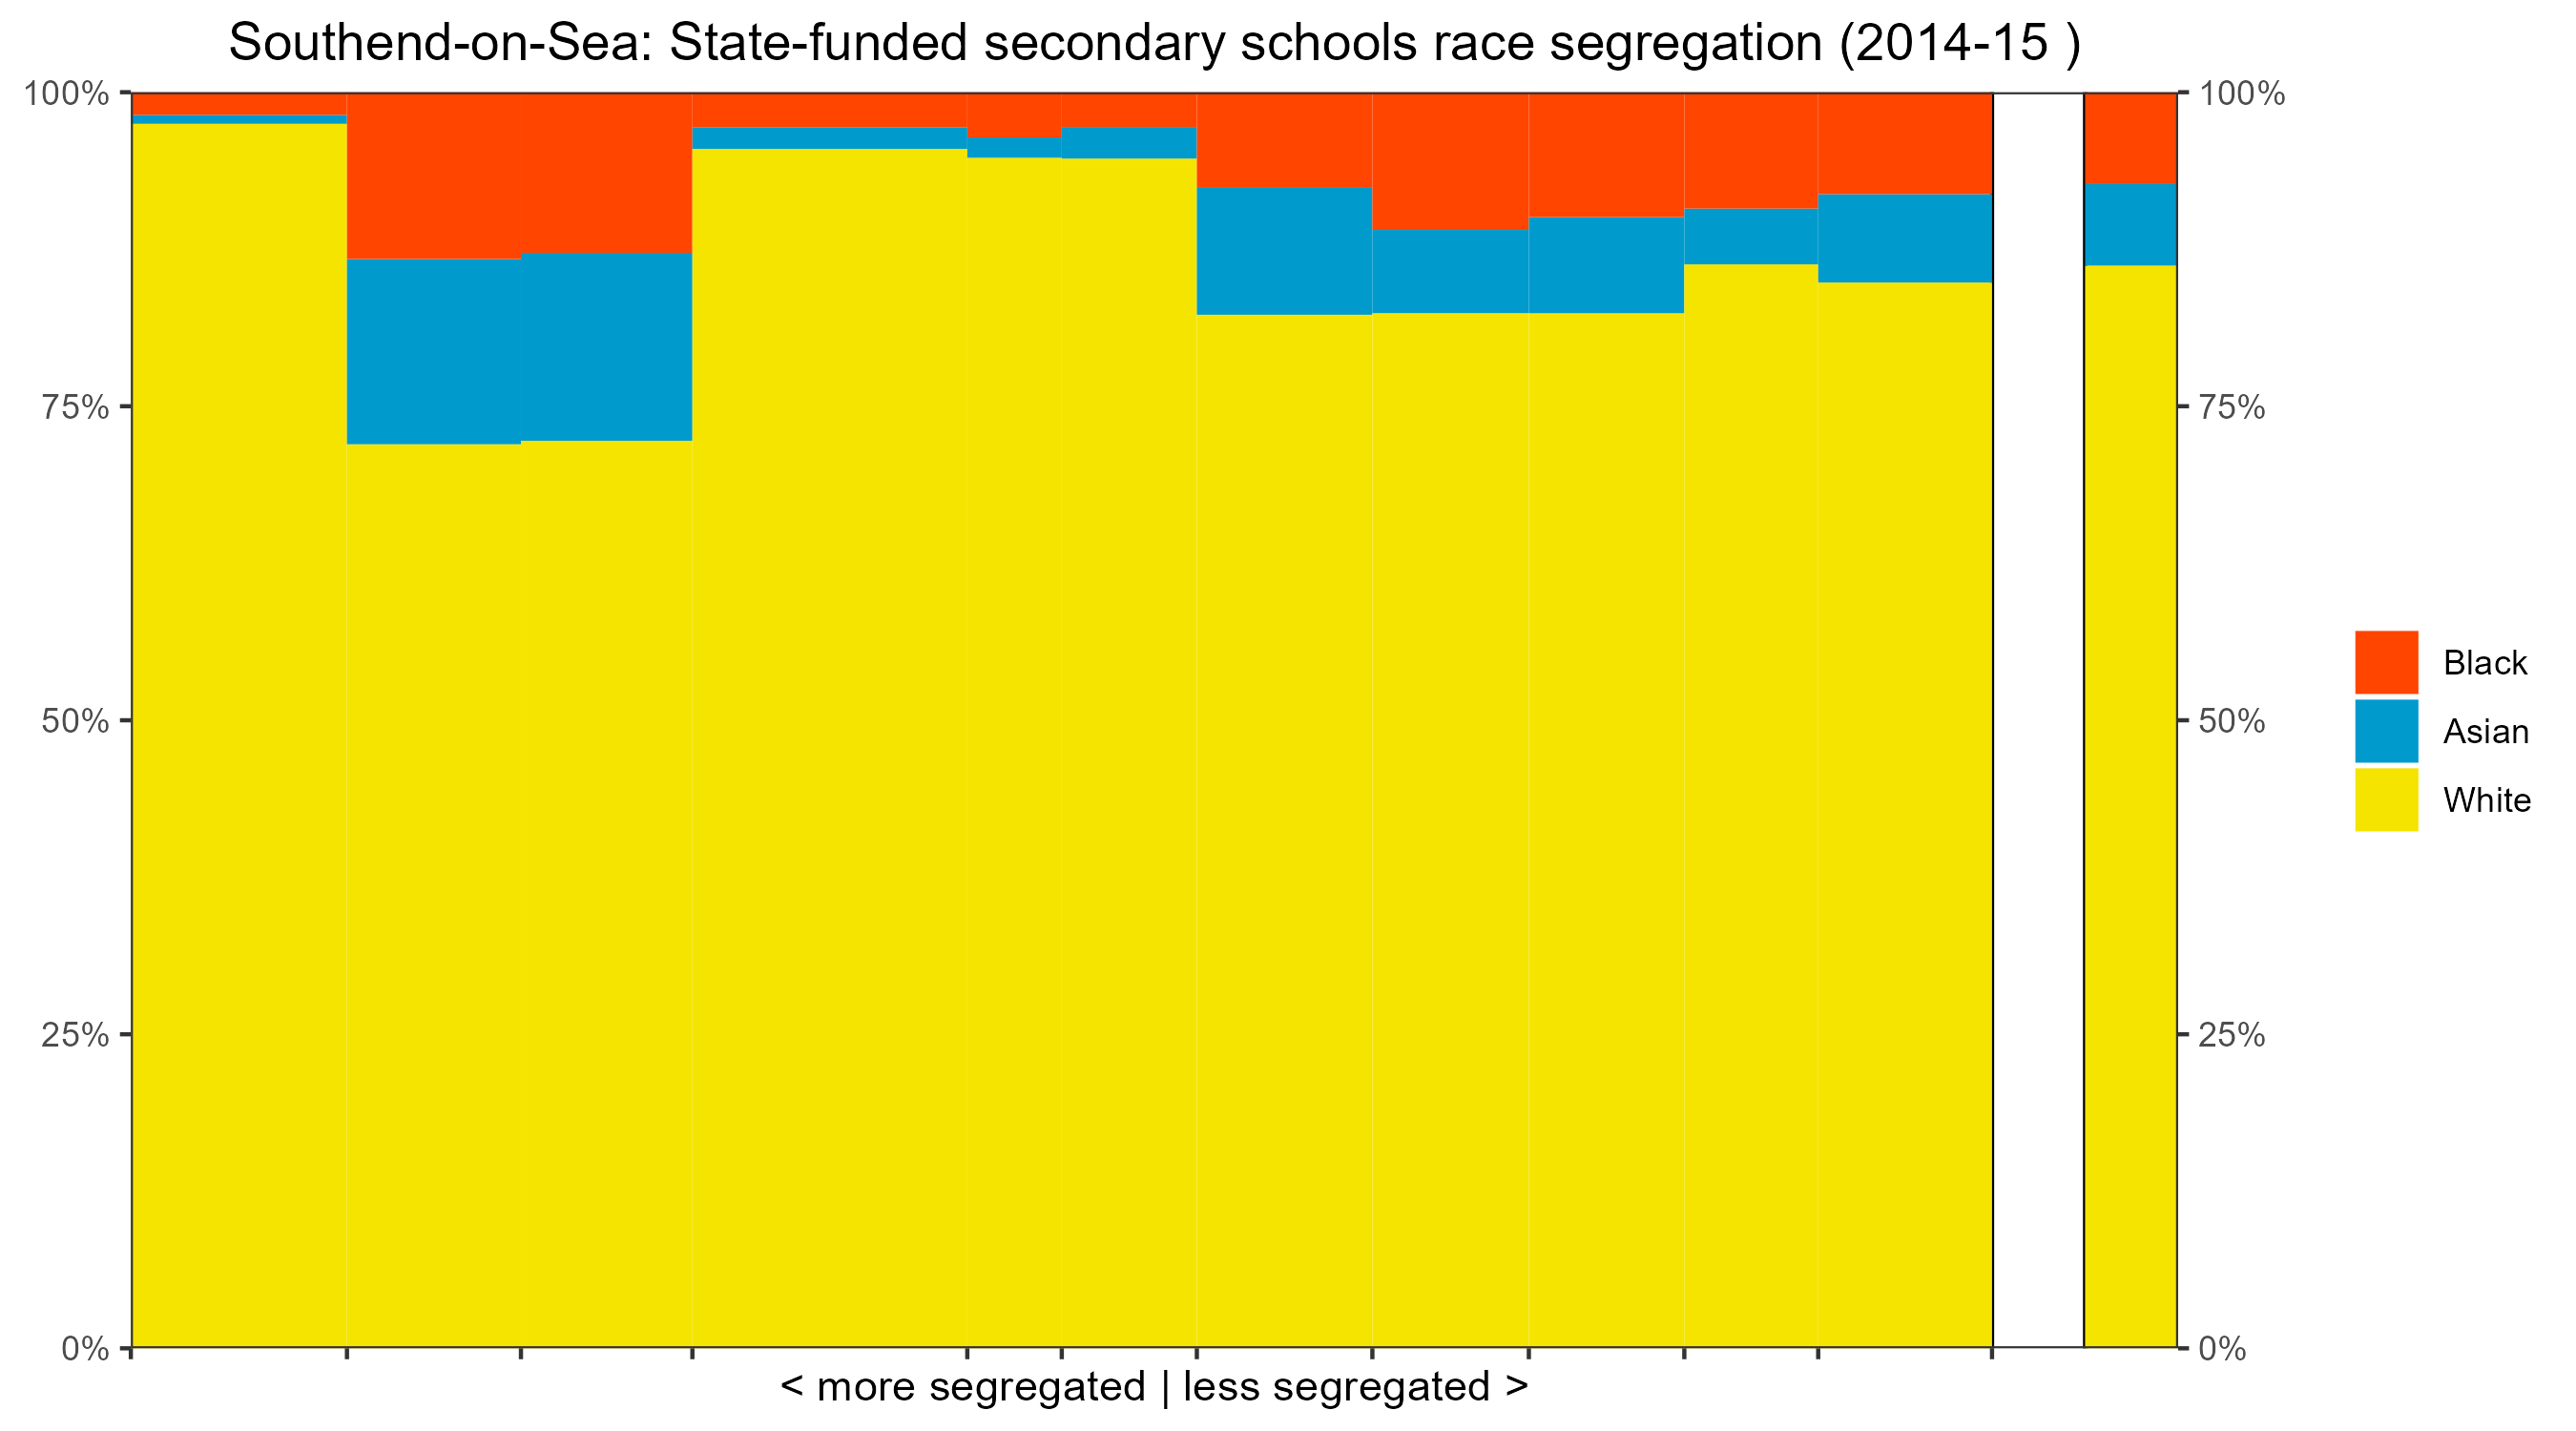 Southend-on-Sea: State-funded secondary schools race segregation (2014-15 )
100%
75%
50%
25%
0%
100%
75%
50%
25%
0%
Black
Asian
White
< more segregated | less segregated >